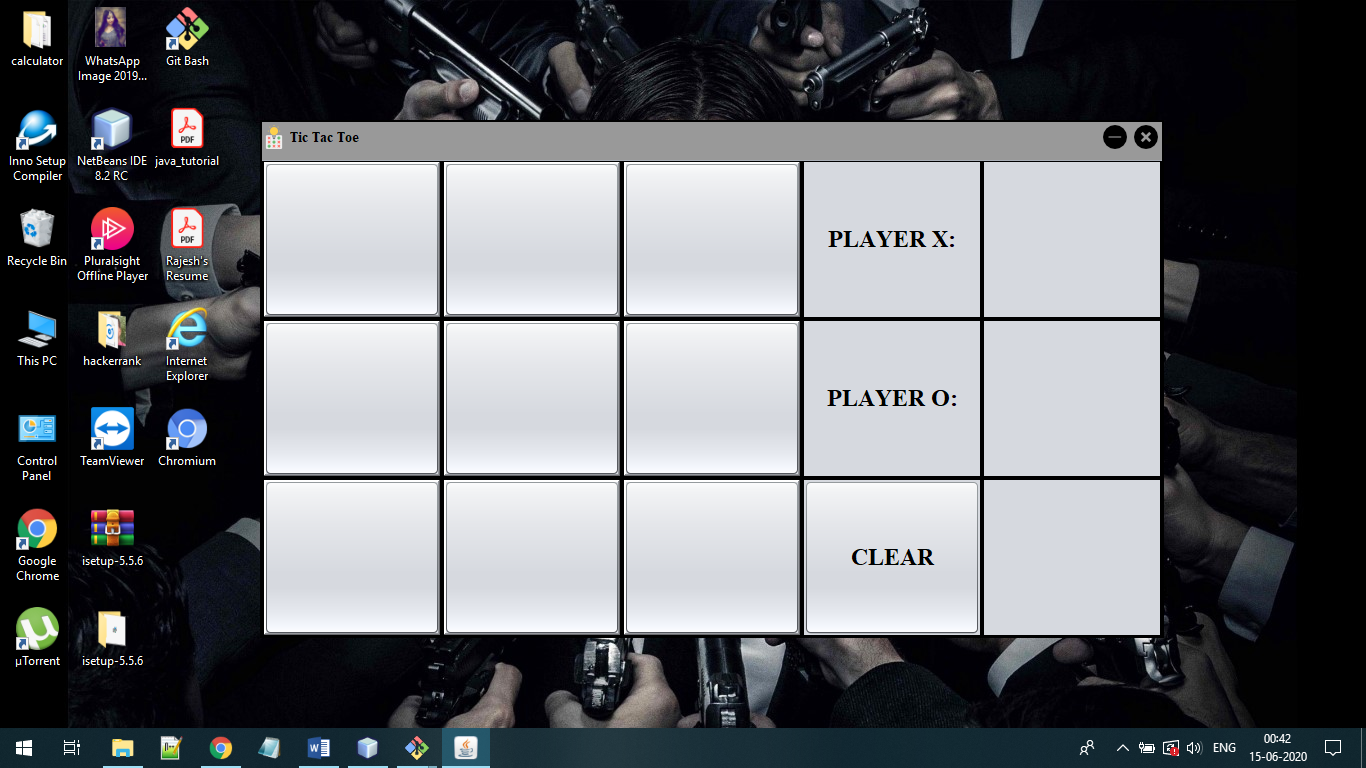 calculator
WhatsApp
Image 2019...
Git Bash
Inno Setup
Compiler
NetBeans IDE
8.2 RC
PDF
java_tutorial
Recycle Bin
Pluralsight
Offline Player
PDF
Rajesh's
Resume
This PC
hackerrank
Internet
Explorer
Control
Panel
TeamViewer
Chromium
Google
Chrome
isetup-5.5.6
µTorrent
isetup-5.5.6
Tic Tac Toe
PLAYER X:
PLAYER O:
CLEAR
ENG
00:42
15-06-2020